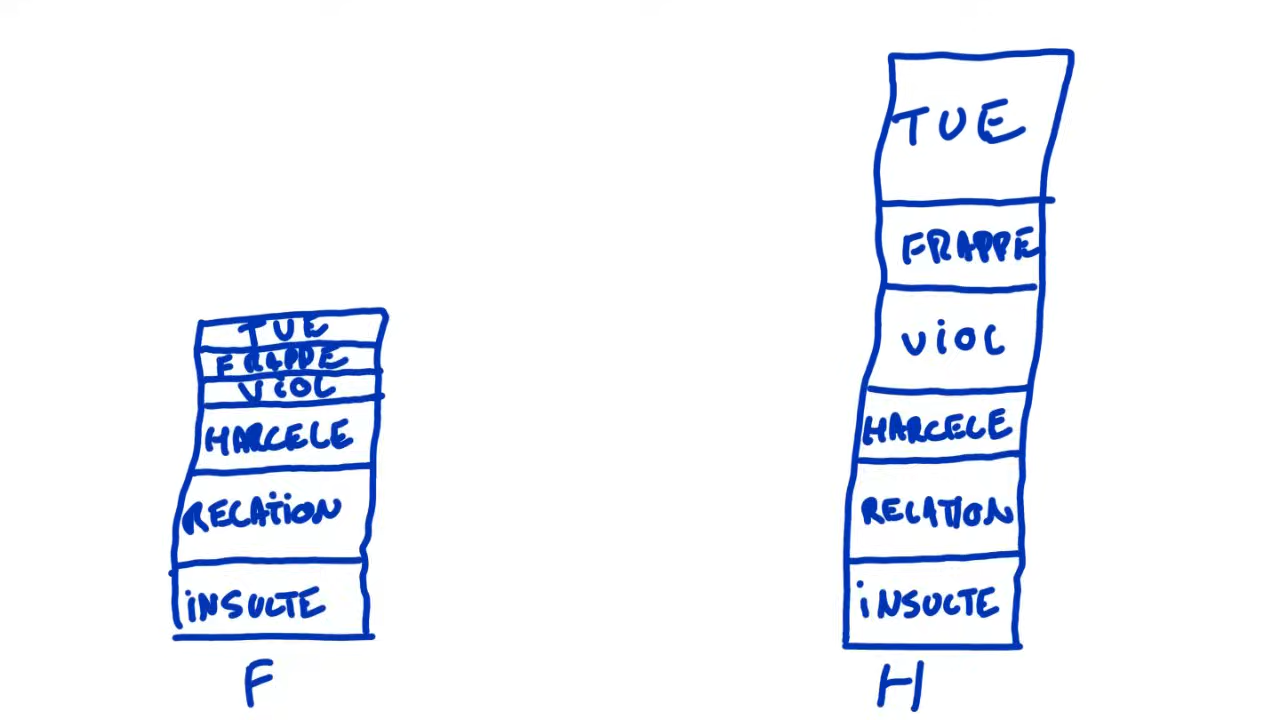 TUE
FRAPPE
VIOL
HARCELE
RELATION
INSULTE
F
TUE
FRAPPE
VIOL
HARCELE
RELATION
INSULTE
H